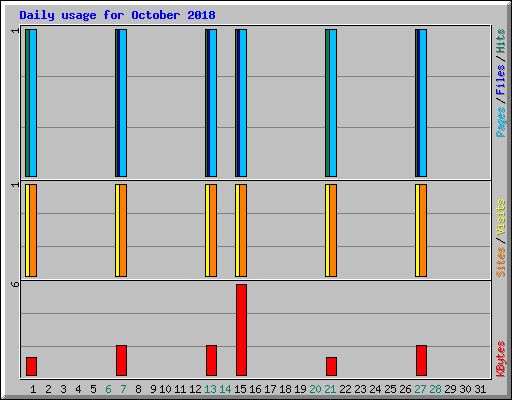 Daily usage for October 2018
1
Pages / Files / Hits
1
Sites / Visits
6
KBytes
1 2 3 4 5 6 7 8 9 10 11 12 13 14 15 16 17 18 19 20 21 22 23 24 25 26 27 28 29 30 31